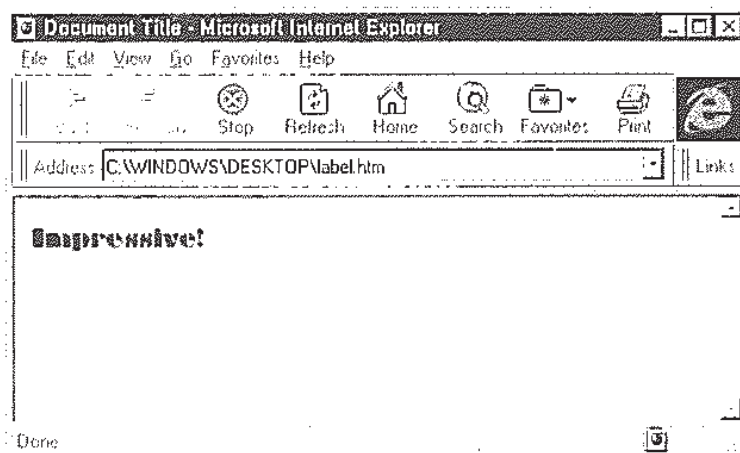 Document Title - Microsoft Internet Explorer
File Edit View Go Favorites Help
Stop Refresh Home Search Favorites Print
Address C:\WINDOWS\DESKTOP\label.htm Links
Impressive!
Done